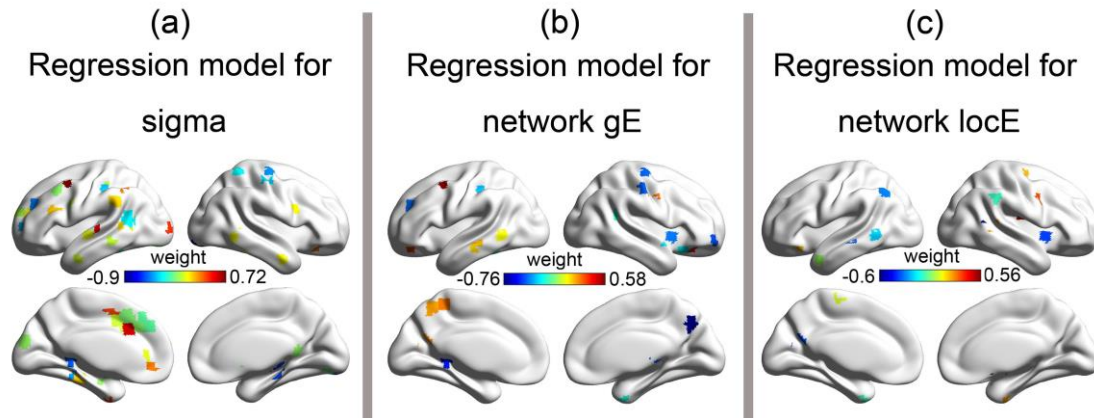 (a)
Regression model for
sigma
weight
-0.9 0.72
(b)
Regression model for
network gE
weight
-0.76 0.58
(c)
Regression model for
network locE
weight
-0.6 0.56